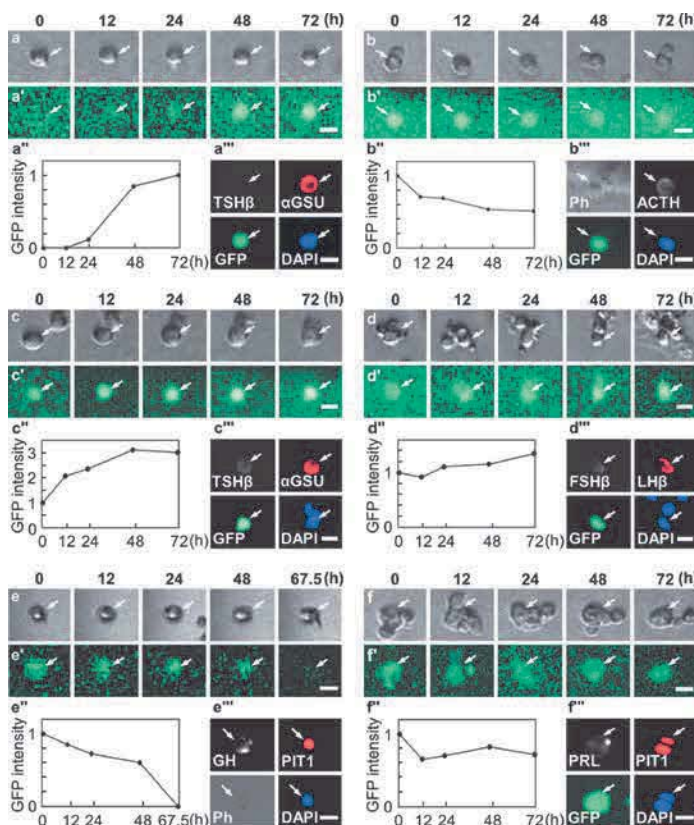 0 12 24 48 72 (h)
a
a'
a" a'''
GFP intensity
1
0
0 12 24 48 72(h)
TSHβ αGSU
GFP DAPI
0 12 24 48 72 (h)
b
b'
b" b'''
GFP intensity
1
0
0 12 24 48 72(h)
Ph ACTH
GFP DAPI
0 12 24 48 72 (h)
c
c'
c" c'''
GFP intensity
3
2
1
0
0 12 24 48 72(h)
TSHβ αGSU
GFP DAPI
0 12 24 48 72 (h)
d
d'
d" d'''
GFP intensity
1
0
0 12 24 48 72(h)
FSHβ LHβ
GFP DAPI
0 12 24 48 67.5 (h)
e
e'
e" e'''
GFP intensity
1
0
0 12 24 48 67.5(h)
GH PIT1
Ph DAPI
0 12 24 48 72 (h)
f
f'
f" f'''
GFP intensity
1
0
0 12 24 48 72(h)
PRL PIT1
GFP DAPI